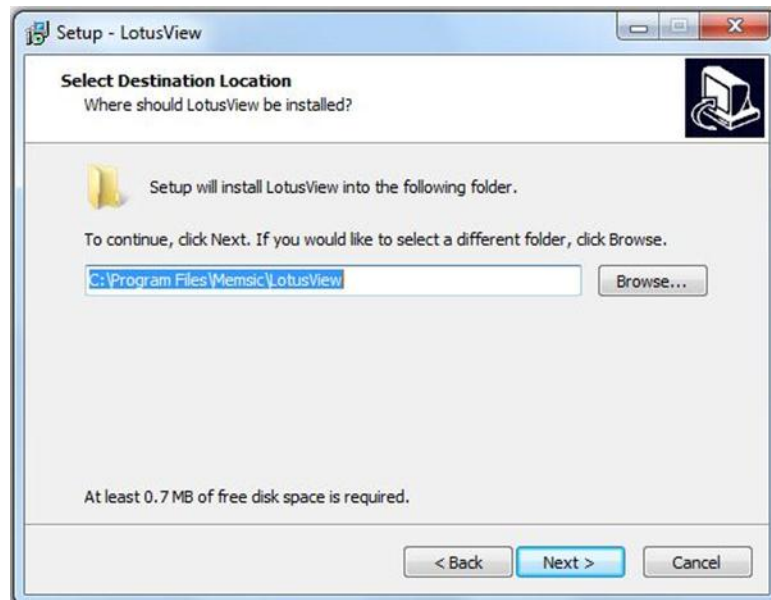 Setup - LotusView
Select Destination Location
Where should LotusView be installed?
Setup will install LotusView into the following folder.
To continue, click Next. If you would like to select a different folder, click Browse.
C:\Program Files\Memsic\LotusView
Browse...
At least 0.7 MB of free disk space is required.
< Back
Next >
Cancel